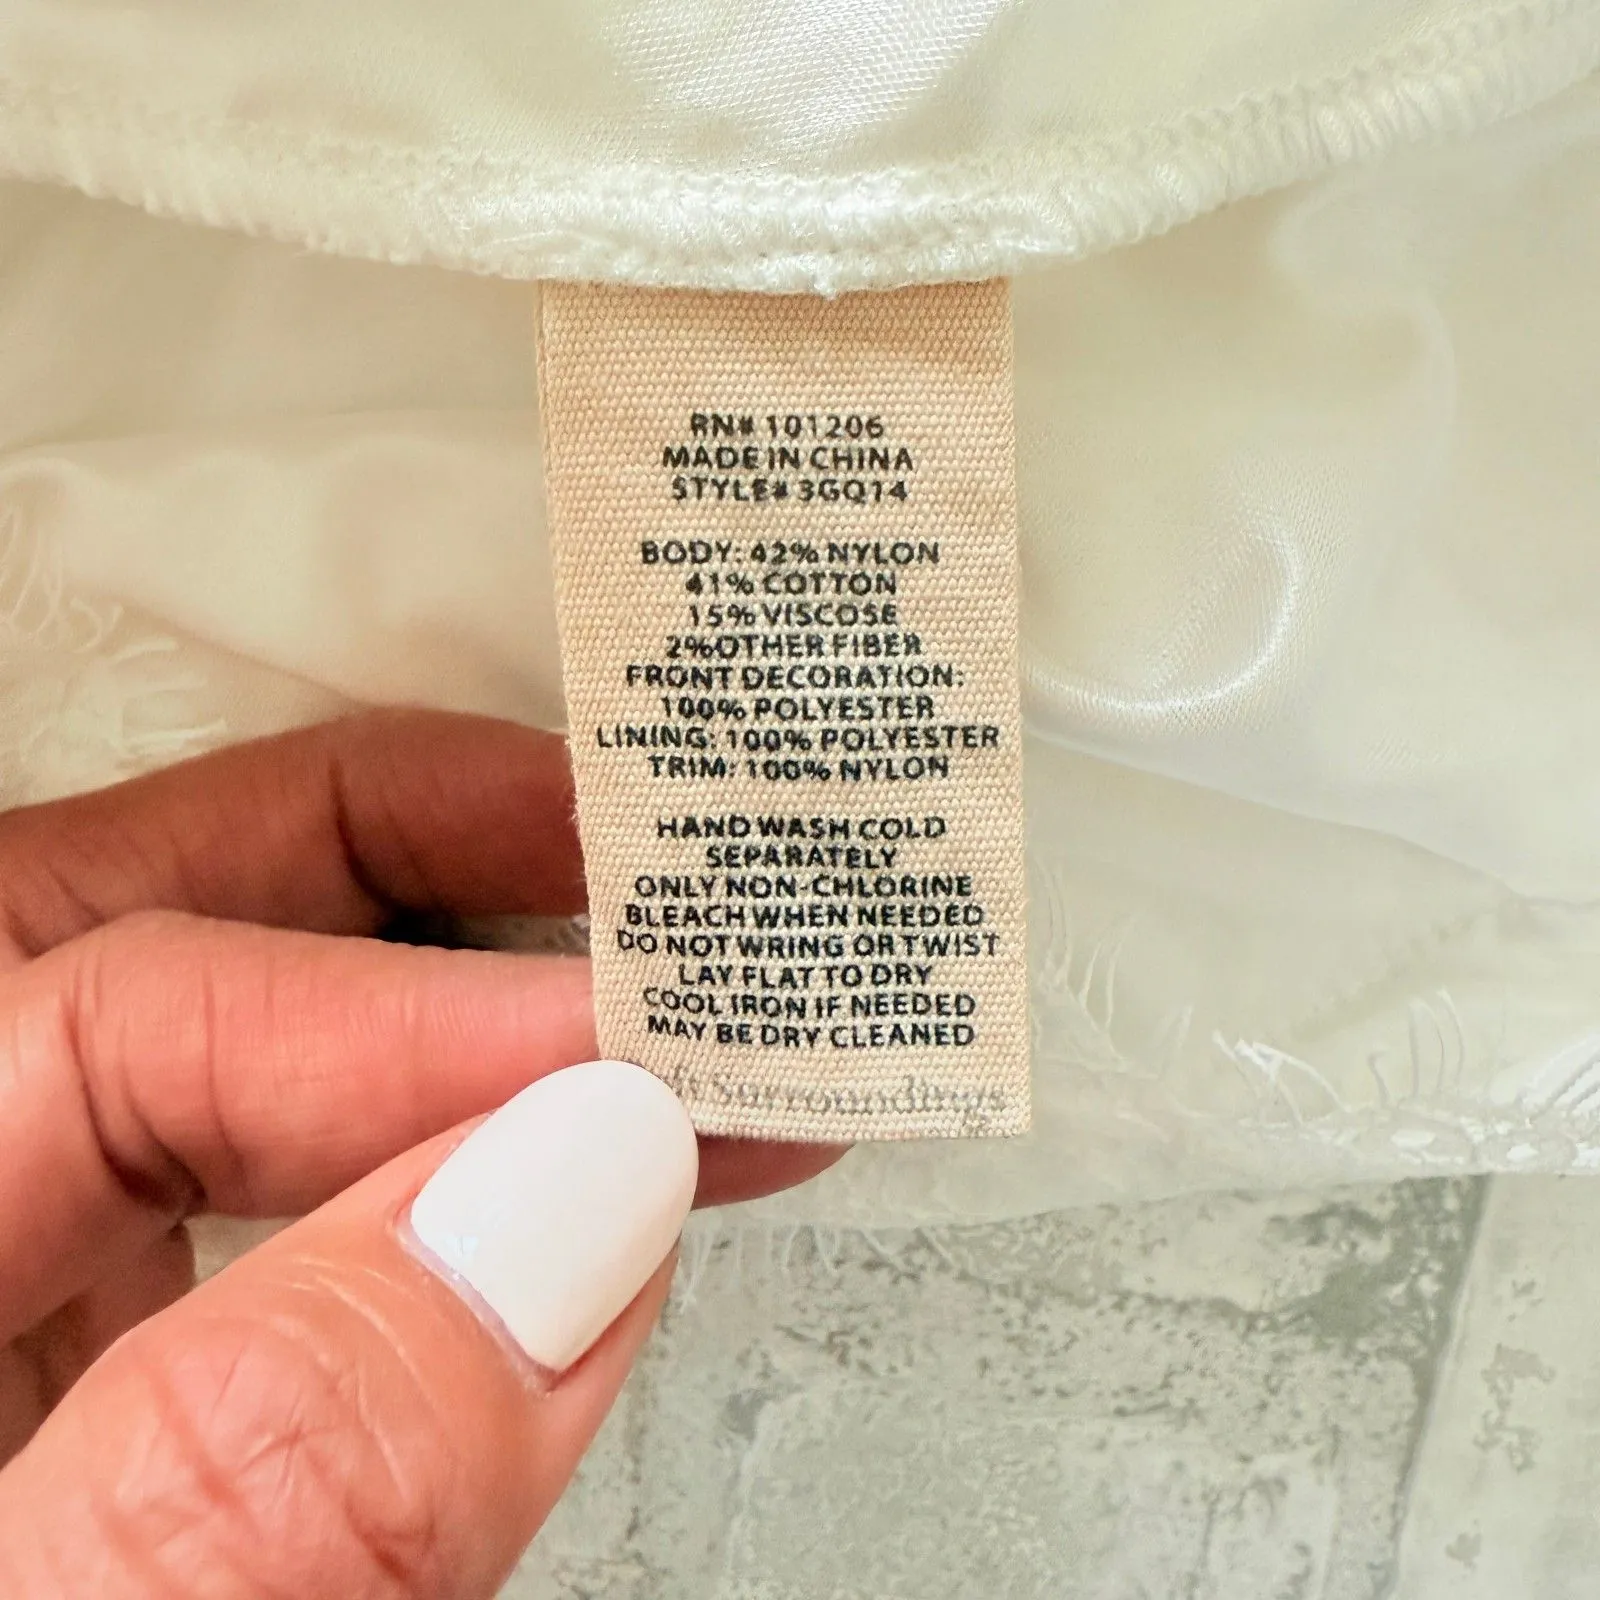 RN# 101206
MADE IN CHINA
STYLE# 3GQ14
BODY: 42% NYLON
41% COTTON
15% VISCOSE
2% OTHER FIBER
FRONT DECORATION:
100% POLYESTER
LINING: 100% POLYESTER
TRIM: 100% NYLON
HAND WASH COLD
SEPARATELY
ONLY NON-CHLORINE
BLEACH WHEN NEEDED
DO NOT WRING OR TWIST
LAY FLAT TO DRY
COOL IRON IF NEEDED
MAY BE DRY CLEANED
Surroundings